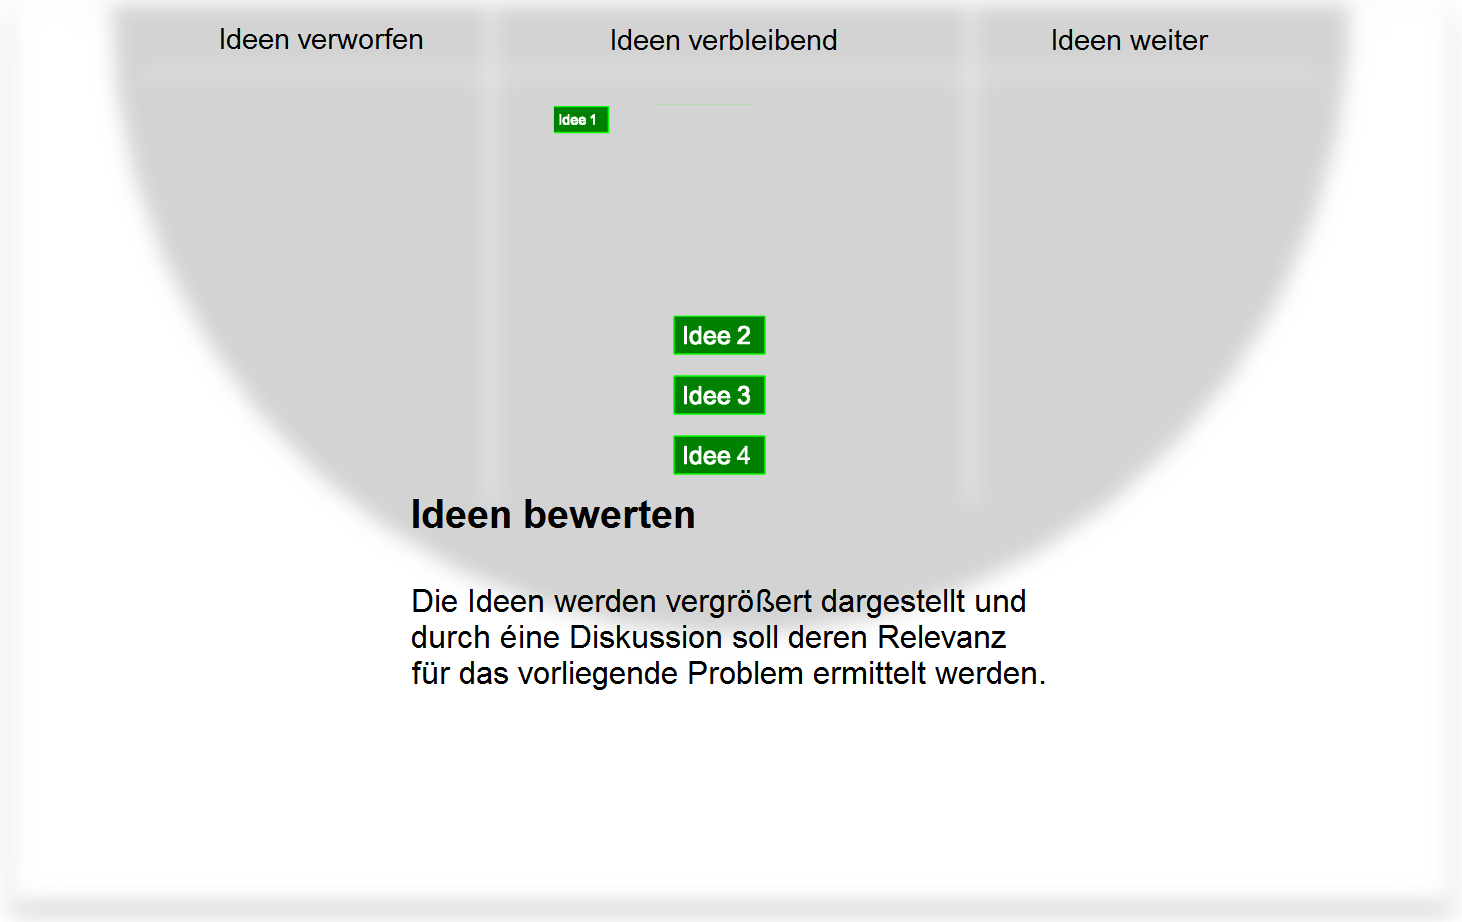 Ideen verworfen
Ideen verbleibend
Ideen weiter
Idee 1
Idee 2
Idee 3
Idee 4
Ideen bewerten
Die Ideen werden vergrößert dargestellt und
durch éine Diskussion soll deren Relevanz
für das vorliegende Problem ermittelt werden.